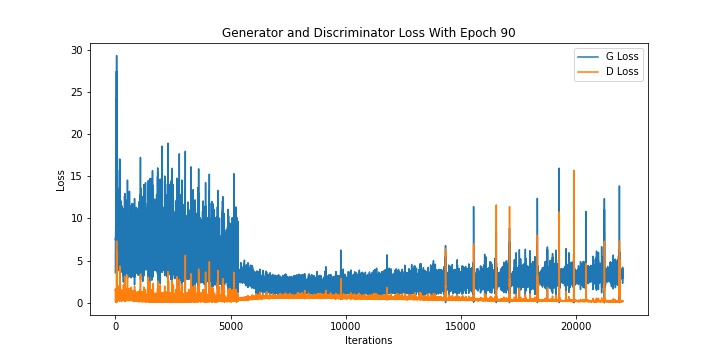 Generator and Discriminator Loss With Epoch 90
30
25
20
15
10
5
0
Loss
G Loss
D Loss
0 5000 10000 15000 20000
Iterations